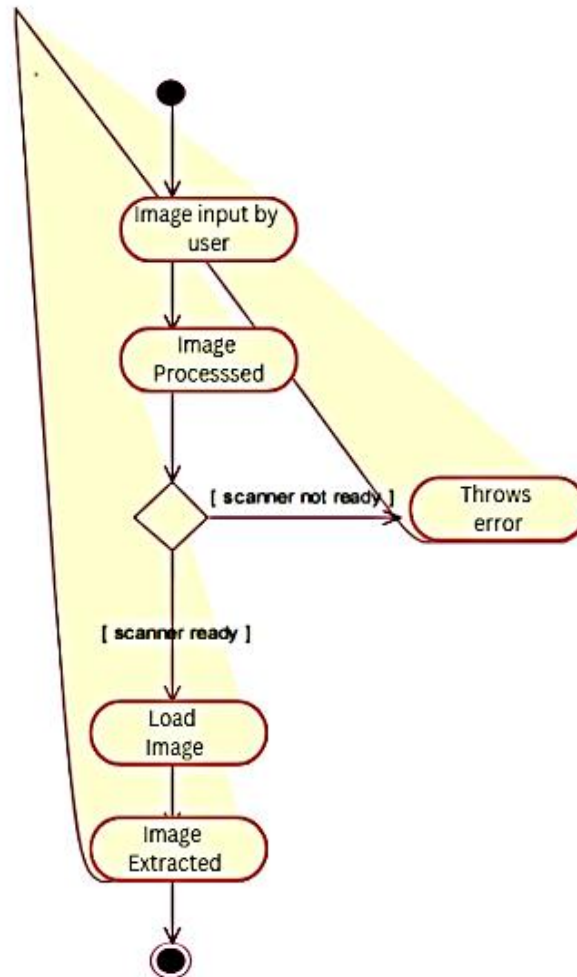 Image input by
user
Image
Processsed
[ scanner not ready ]
Throws
error
[ scanner ready ]
Load
Image
Image
Extracted